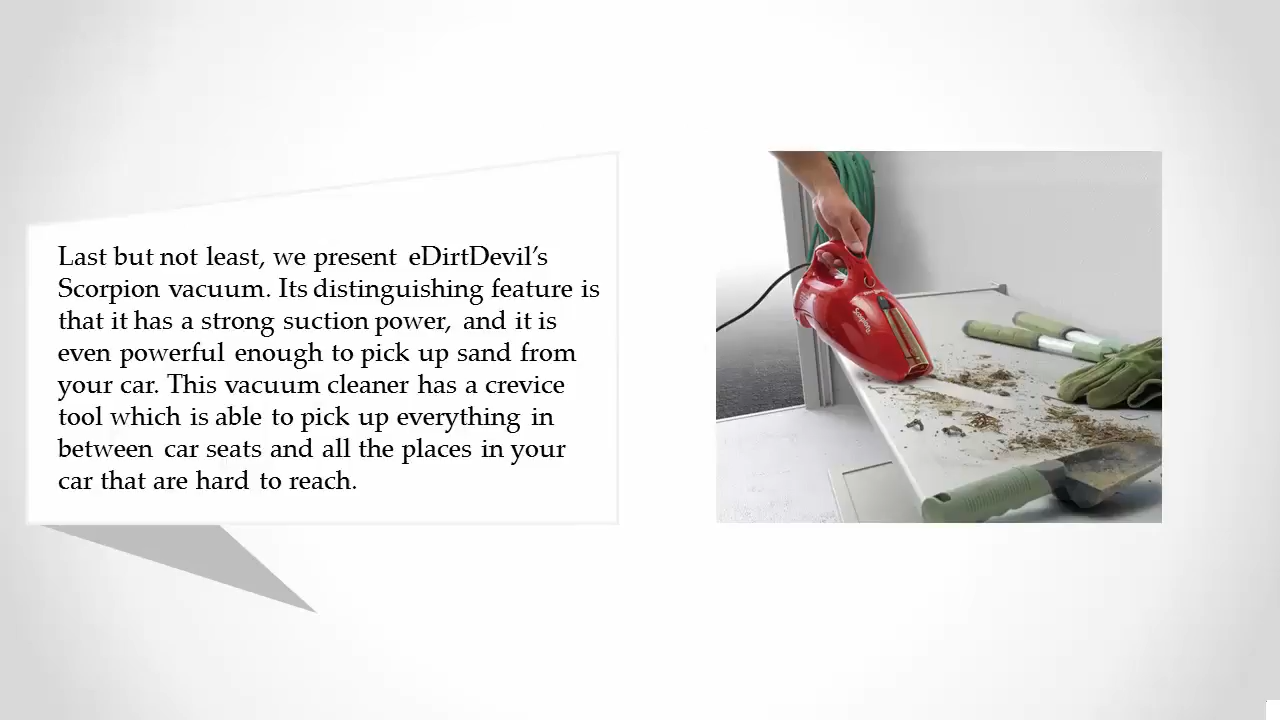 Last but not least, we present eDirtDevil's
Scorpion vacuum. Its distinguishing feature is
that it has a strong suction power, and it is
even powerful enough to pick up sand from
your car. This vacuum cleaner has a crevice
tool which is able to pick up everything in
between car seats and all the places in your
car that are hard to reach.
Scorpion